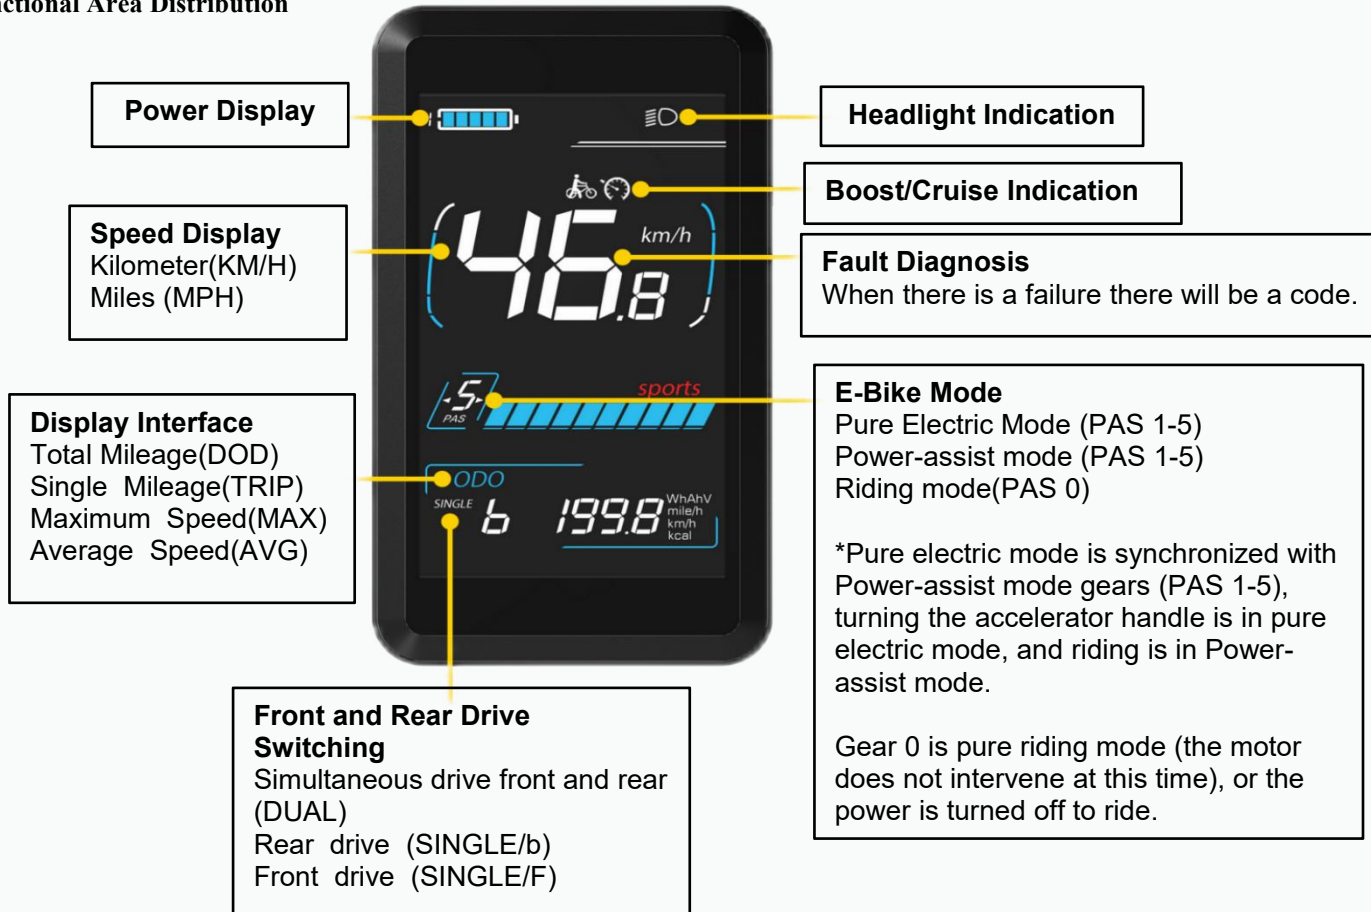 ctional Area Distribution
Power Display
Headlight Indication
Boost/Cruise Indication
Speed Display
Kilometer(KM/H)
Miles (MPH)
46.8
km/h
Fault Diagnosis
When there is a failure there will be a code.
5
PAS
sports
E-Bike Mode
Pure Electric Mode (PAS 1-5)
Power-assist mode (PAS 1-5)
Riding mode(PAS 0)
*Pure electric mode is synchronized with
Power-assist mode gears (PAS 1-5),
turning the accelerator handle is in pure
electric mode, and riding is in Power-
assist mode.
Gear 0 is pure riding mode (the motor
does not intervene at this time), or the
power is turned off to ride.
Display Interface
Total Mileage(DOD)
Single Mileage(TRIP)
Maximum Speed(MAX)
Average Speed(AVG)
ODO
SINGLE b
199.8
WhAhV
mile/h
km/h
kcal
Front and Rear Drive
Switching
Simultaneous drive front and rear
(DUAL)
Rear drive (SINGLE/b)
Front drive (SINGLE/F)